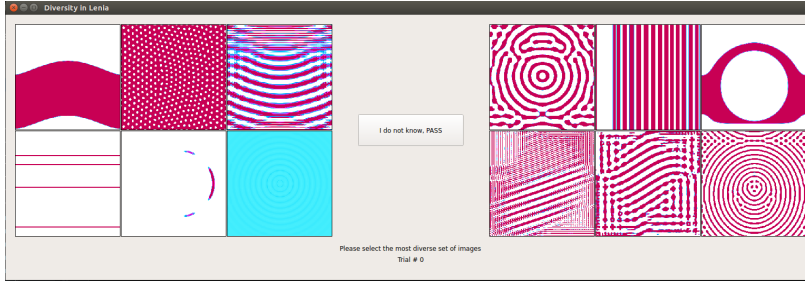 Diversity in Lenia
I do not know, PASS
Please select the most diverse set of images
Trial # 0